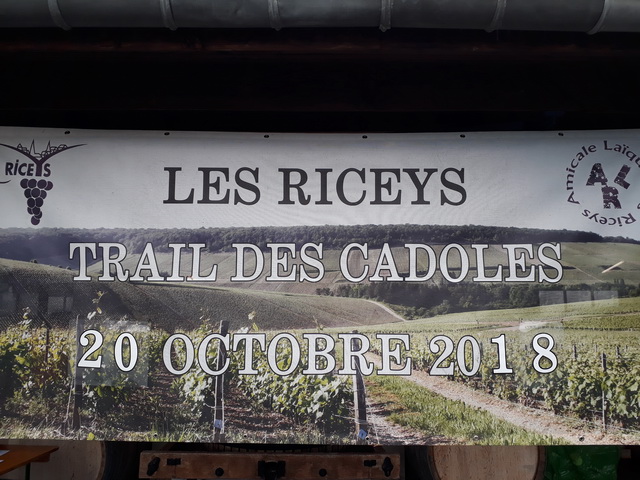 RICEYS
LES RICEYS
Amicale Laïque
ALR
Riceys
TRAIL DES CADOLES
20 OCTOBRE 2018